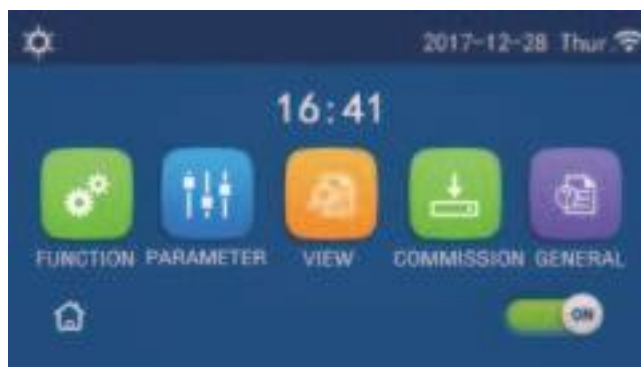 2017-12-28 Thur.
16:41
FUNCTION PARAMETER VIEW COMMISSION GENERAL
ON